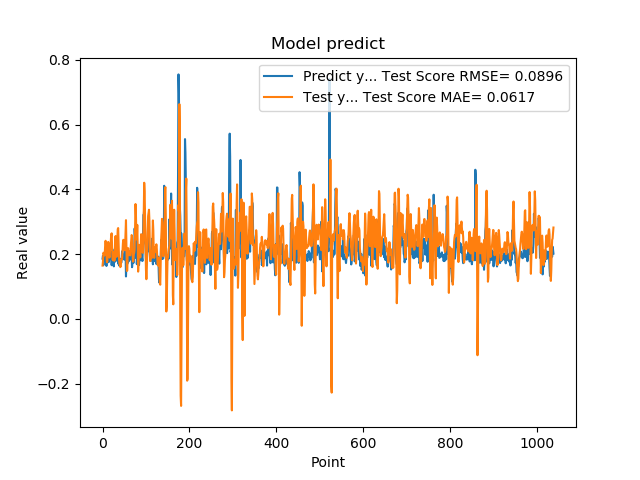 Model predict
Predict y... Test Score RMSE= 0.0896
Test y... Test Score MAE= 0.0617
0.8
0.6
0.4
0.2
0.0
−0.2
Real value
0 200 400 600 800 1000
Point